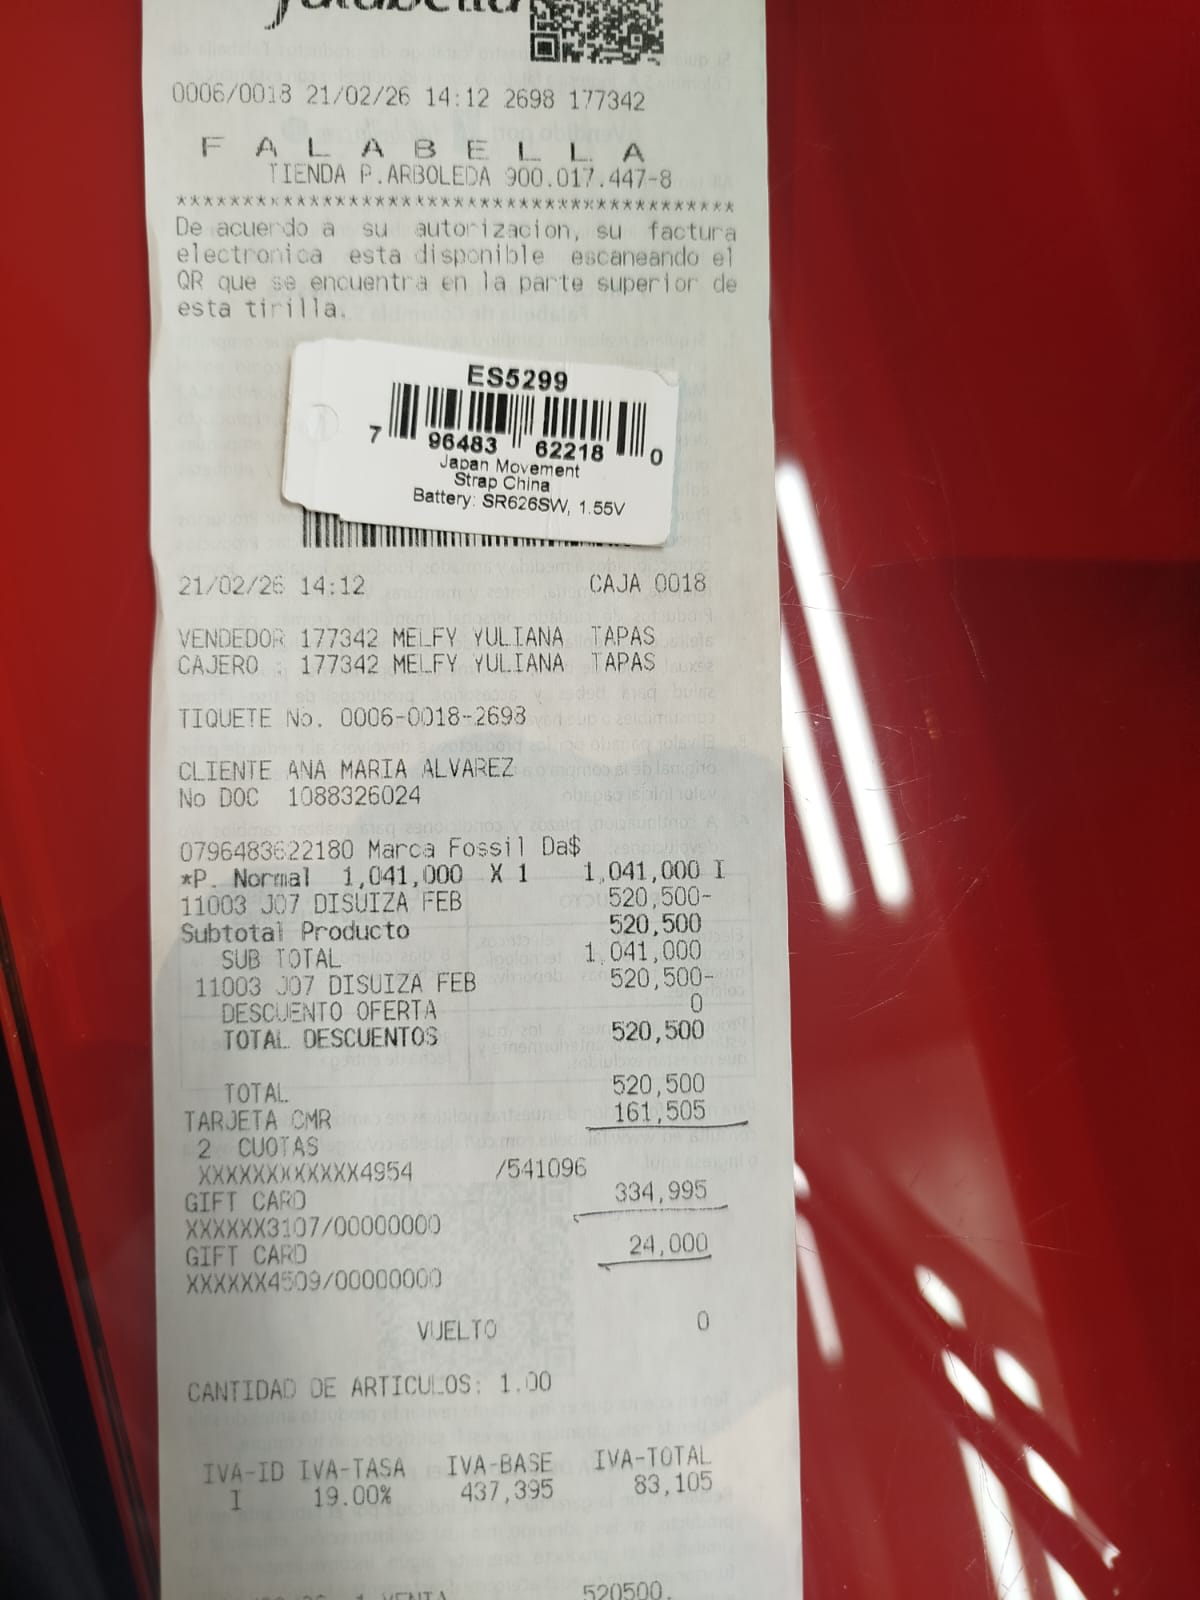 falabella
0006/0018 21/02/26 14:12 2698 177342
F A L A B E L L A
TIENDA P.ARBOLEDA 900.017.447-8
******************************************
De acuerdo a su autorizacion, su factura
electronica esta disponible escaneando el
QR que se encuentra en la parte superior de
esta tirilla.
ES5299
7 96483 62218 0
Japan Movement
Strap China
Battery: SR626SW, 1.55V
21/02/26 14:12 CAJA 0018
VENDEDOR 177342 MELFY YULIANA TAPAS
CAJERO : 177342 MELFY YULIANA TAPAS
TIQUETE No. 0006-0018-2698
CLIENTE ANA MARIA ALVAREZ
No DOC 1088326024
0796483622180 Marca Fossil Da$
*P. Normal 1,041,000 X 1 1,041,000 I
11003 J07 DISUIZA FEB 520,500-
Subtotal Producto 520,500
SUB TOTAL 1,041,000
11003 J07 DISUIZA FEB 520,500-
DESCUENTO OFERTA 0
TOTAL DESCUENTOS 520,500
TOTAL 520,500
TARJETA CMR 161,505
2 CUOTAS
XXXXXXXXXXXX4954 /541096
GIFT CARD 334,995
XXXXXX3107/00000000
GIFT CARD 24,000
XXXXXX4509/00000000
VUELTO 0
CANTIDAD DE ARTICULOS: 1.00
IVA-ID IVA-TASA IVA-BASE IVA-TOTAL
I 19.00% 437,395 83,105
1 VENTA 520500.